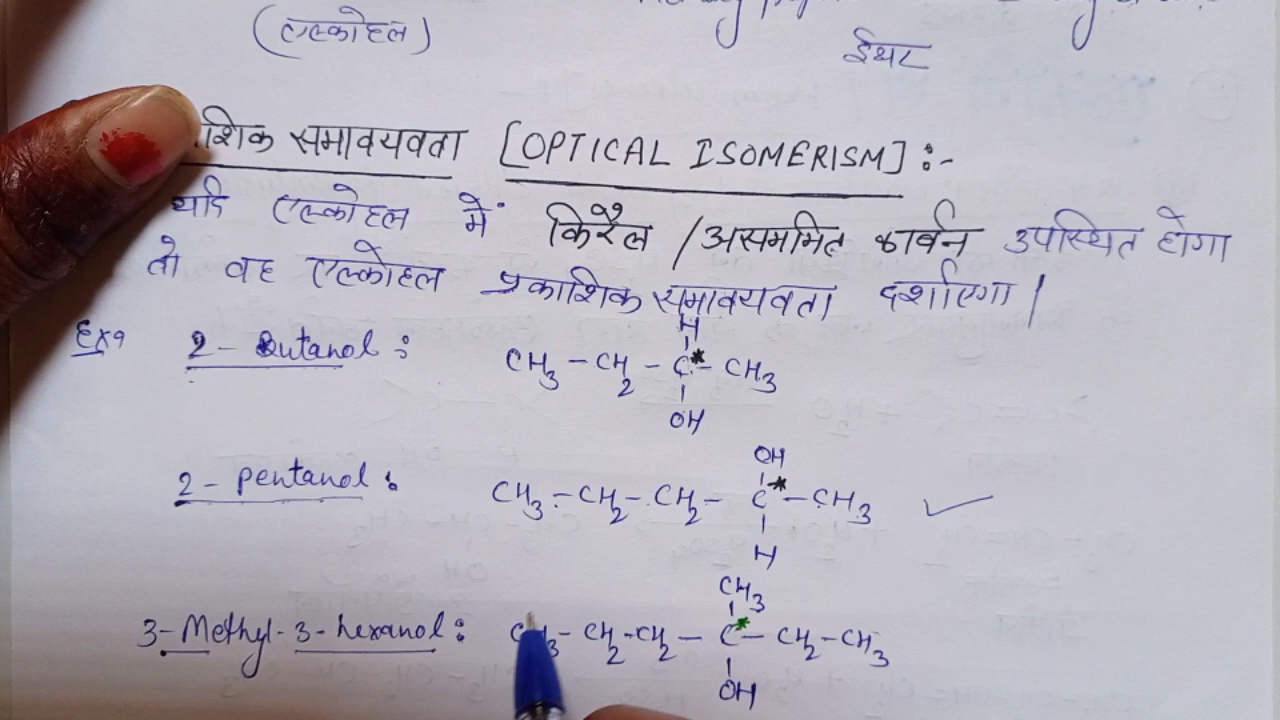 (एल्कोहल)
ईथर
शिक समावयवता [OPTICAL ISOMERISM] :-
यदि एल्कोहल में किरैल / असममित कार्बन उपस्थित होगा
तो वह एल्कोहल प्रकाशिक समावयवता दर्शाएगा |
H
Ex 2-Butanol : CH3 - CH2 - C* - CH3
OH
OH
2-pentanol : CH3 - CH2 - CH2 - C* - CH3
H
CH3
3-Methyl-3-hexanol : CH3 - CH2 - CH2 - C* - CH2 - CH3
OH